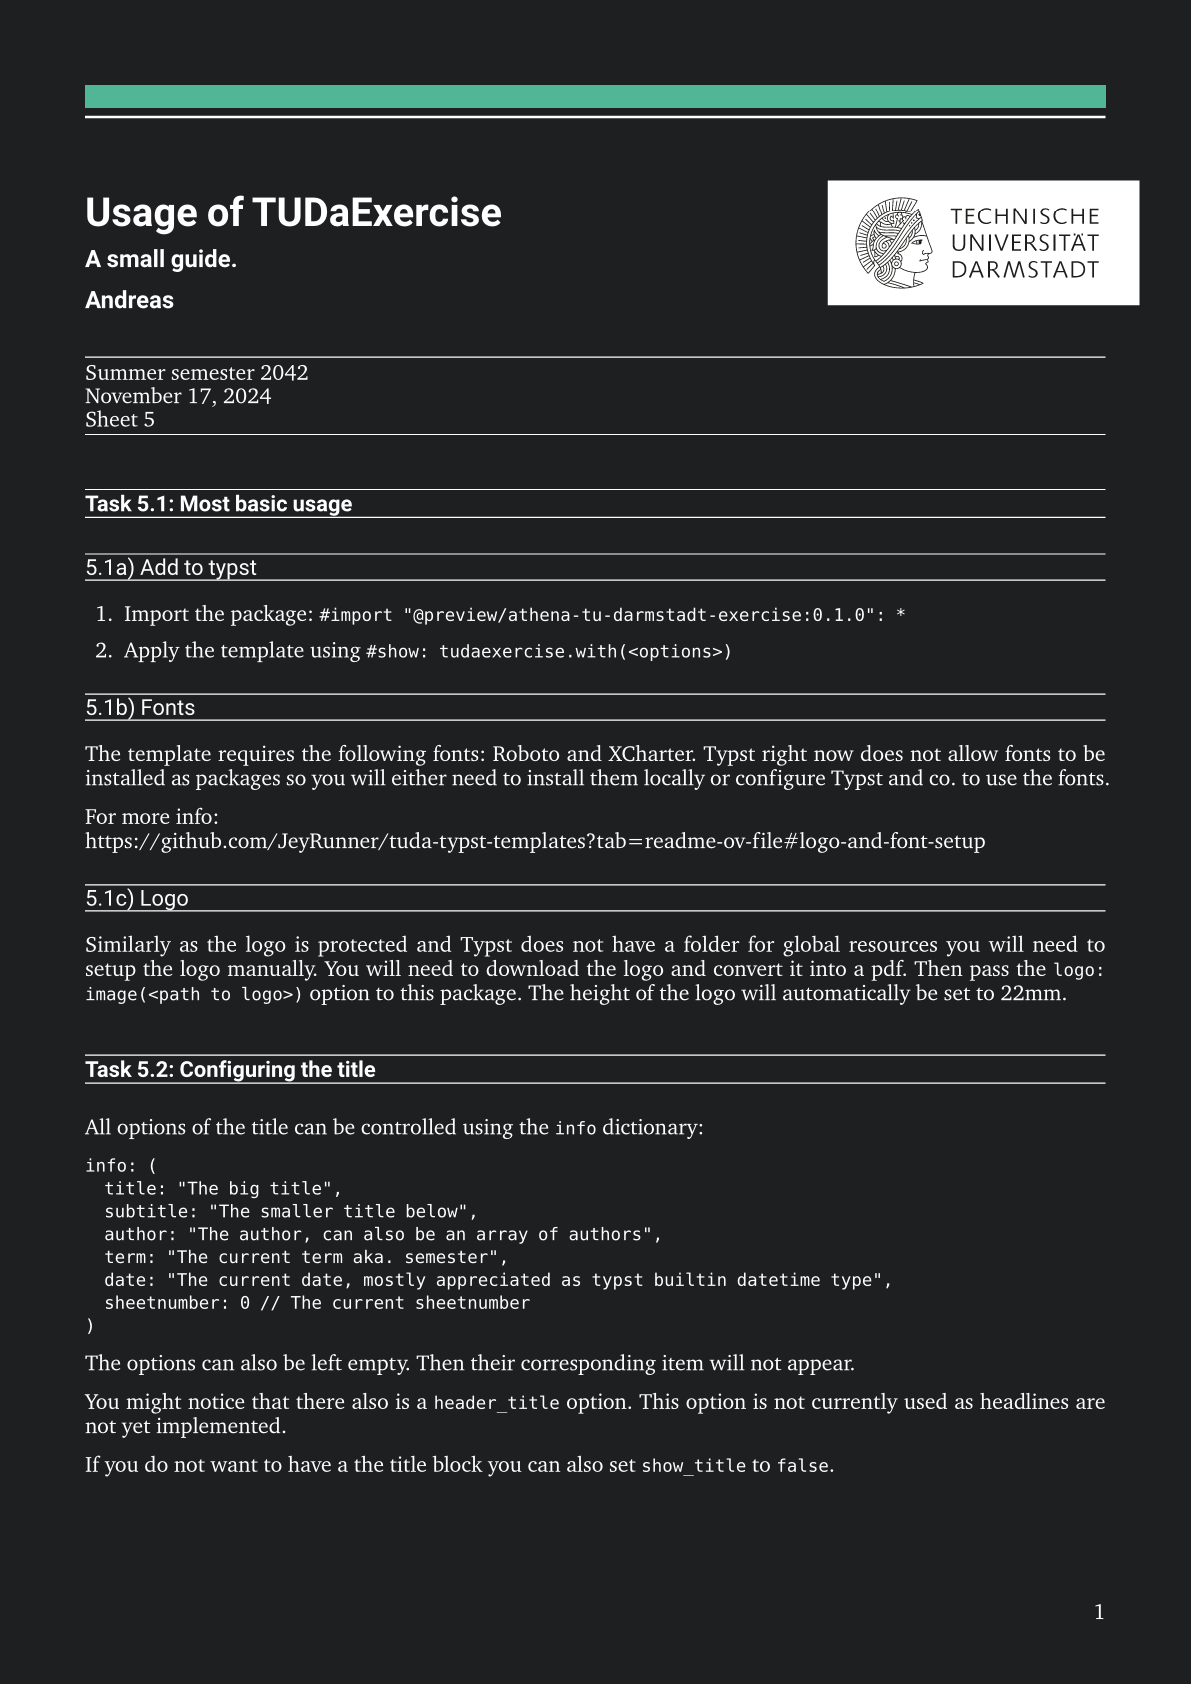 Usage of TUDaExercise
A small guide.
Andreas
TECHNISCHE
UNIVERSITÄT
DARMSTADT
Summer semester 2042
November 17, 2024
Sheet 5
Task 5.1: Most basic usage
5.1a) Add to typst
1. Import the package: #import "@preview/athena-tu-darmstadt-exercise:0.1.0": *
2. Apply the template using #show: tudaexercise.with(<options>)
5.1b) Fonts
The template requires the following fonts: Roboto and XCharter. Typst right now does not allow fonts to be
installed as packages so you will either need to install them locally or configure Typst and co. to use the fonts.
For more info:
https://github.com/JeyRunner/tuda-typst-templates?tab=readme-ov-file#logo-and-font-setup
5.1c) Logo
Similarly as the logo is protected and Typst does not have a folder for global resources you will need to
setup the logo manually. You will need to download the logo and convert it into a pdf. Then pass the logo:
image(<path to logo>) option to this package. The height of the logo will automatically be set to 22mm.
Task 5.2: Configuring the title
All options of the title can be controlled using the info dictionary:
info: (
  title: "The big title",
  subtitle: "The smaller title below",
  author: "The author, can also be an array of authors",
  term: "The current term aka. semester",
  date: "The current date, mostly appreciated as typst builtin datetime type",
  sheetnumber: 0 // The current sheetnumber
)
The options can also be left empty. Then their corresponding item will not appear.
You might notice that there also is a header_title option. This option is not currently used as headlines are
not yet implemented.
If you do not want to have a the title block you can also set show_title to false.
1